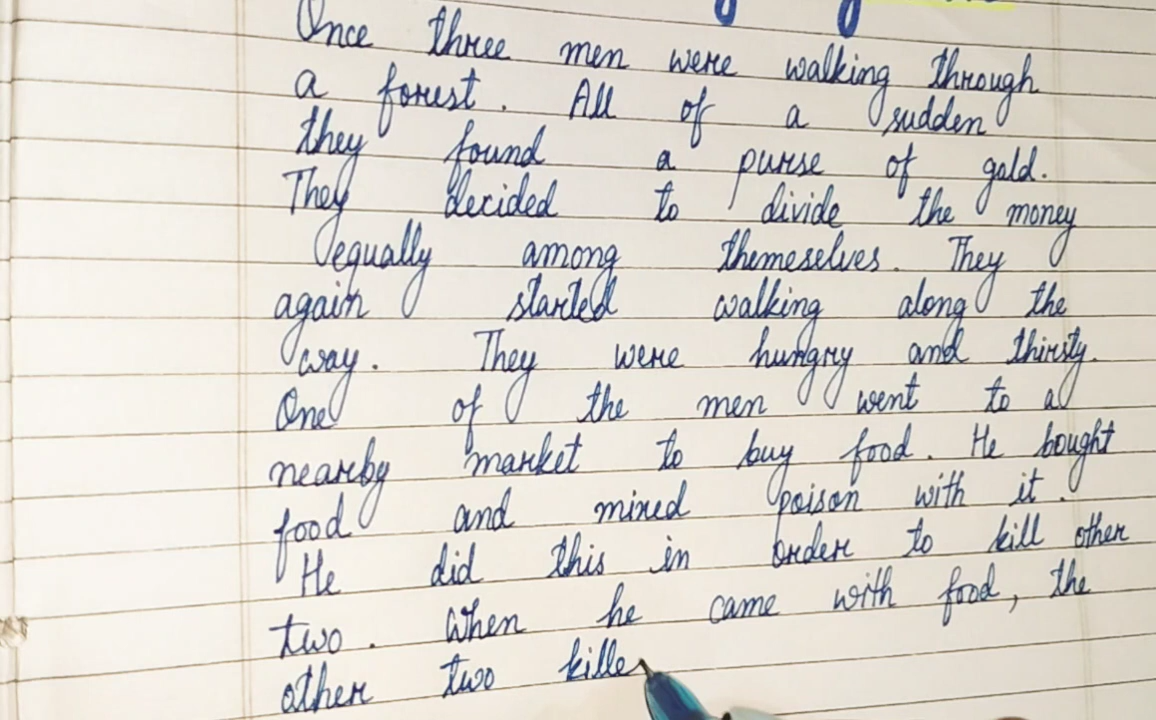 Once three men were walking through
a forest. All of a sudden
they found a purse of gold.
They decided to divide the money
equally among themeselves. They
again started walking along the
way. They were hungry and thirsty.
One of the men went to a
nearby market to buy food. He bought
food and mixed poison with it.
He did this in order to kill other
two. When he came with food, the
other two kille